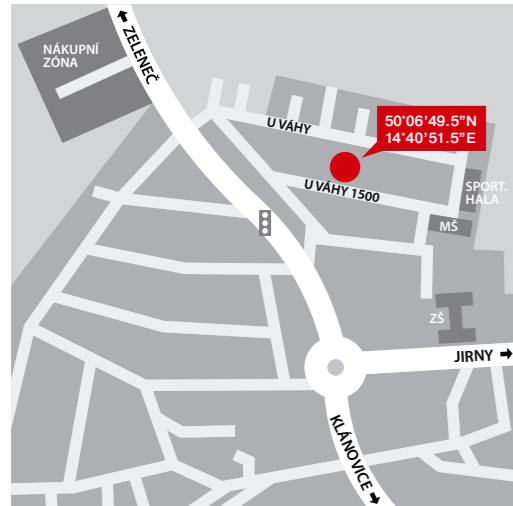 ZELENEČ
NÁKUPNÍ
ZÓNA
50°06'49.5”N
14°40'51.5”E
U VÁHY
U VÁHY 1500
SPORT.
HALA
MŠ
ZŠ
JIRNY
KLÁNOVICE